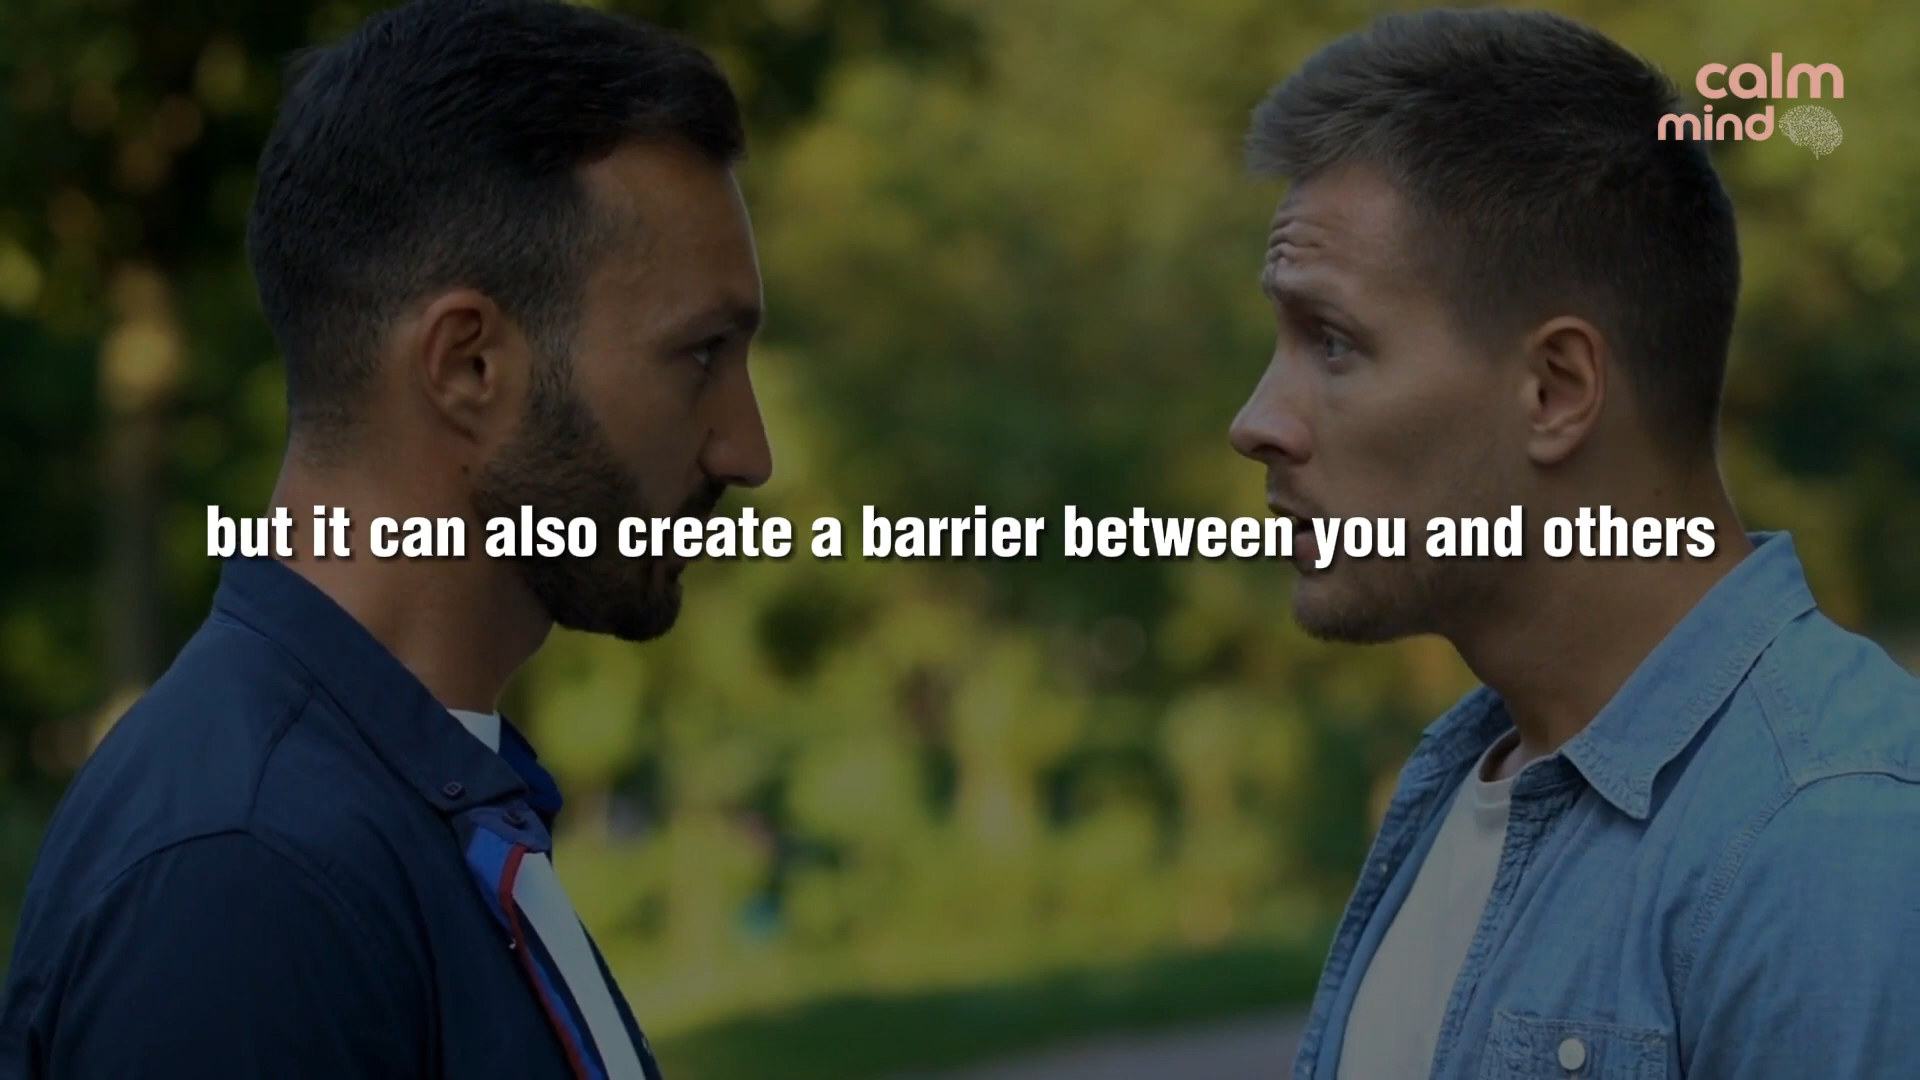 calm
mind
but it can also create a barrier between you and others